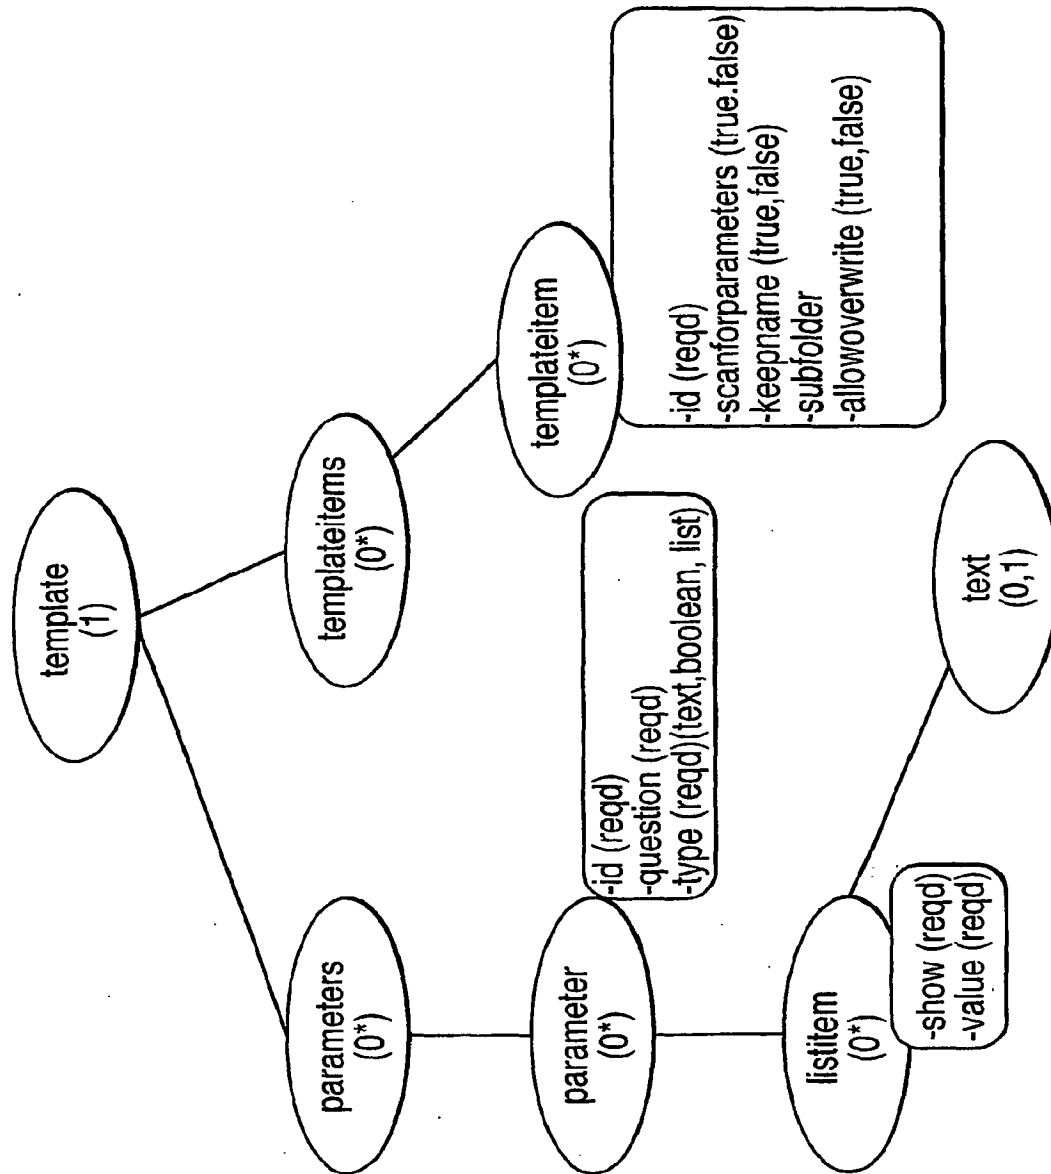 template
(1)
parameters
(0*)
templateitems
(0*)
parameter
(0*)
-id (reqd)
-question (reqd)
-type (reqd)(text,boolean, list)
templateitem
(0*)
-id (reqd)
-scanforparameters (true.false)
-keepname (true,false)
-subfolder
-allowoverwrite (true,false)
listitem
(0*)
-show (reqd)
-value (reqd)
text
(0,1)